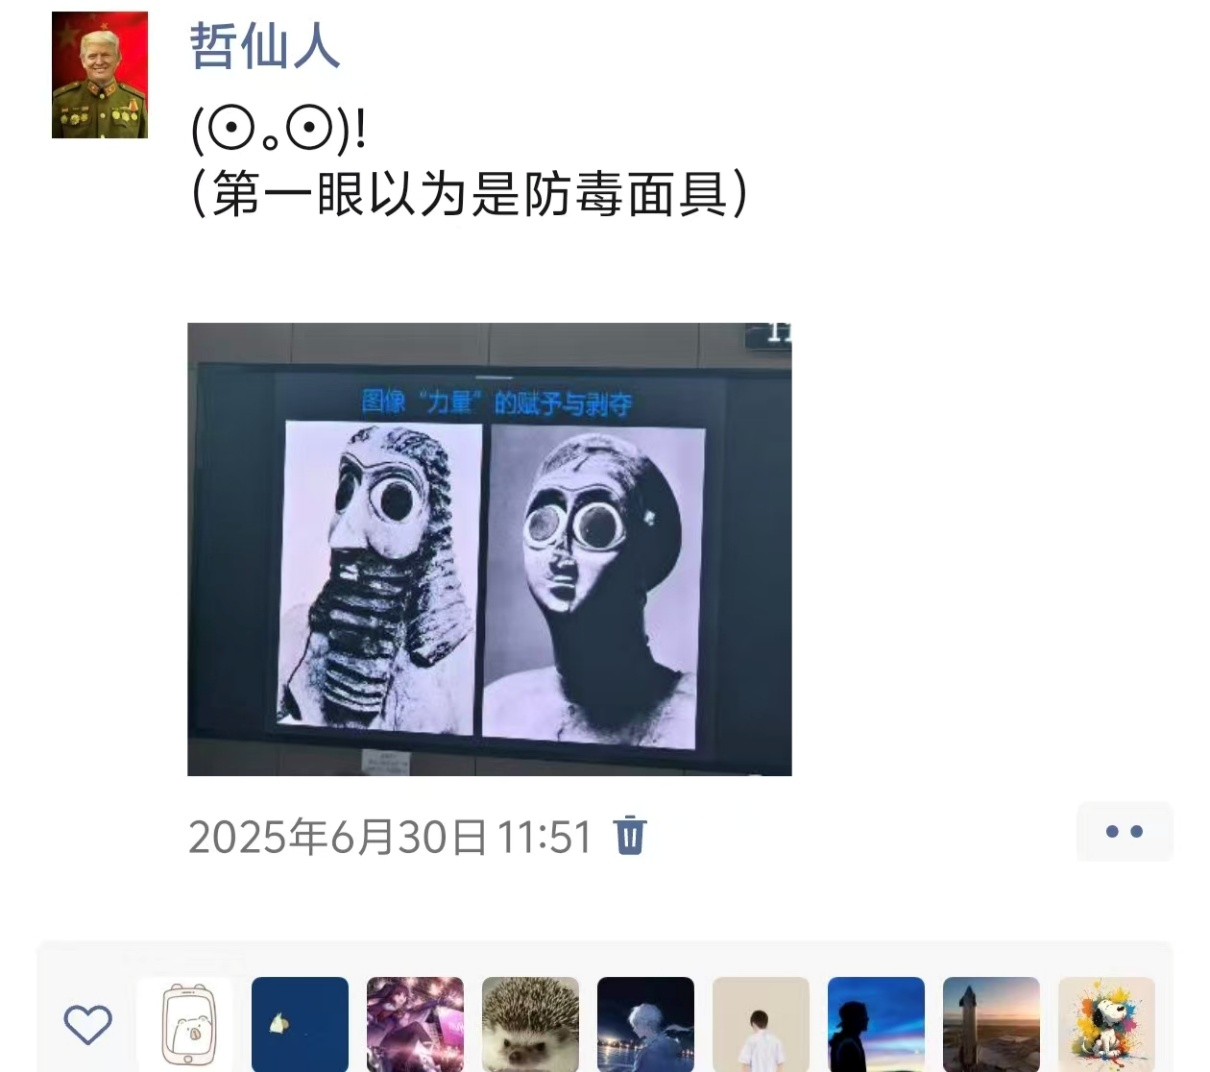 哲仙人
(⊙。⊙)!
（第一眼以为是防毒面具）
11
图像“力量”的赋予与剥夺
2025年6月30日 11:51